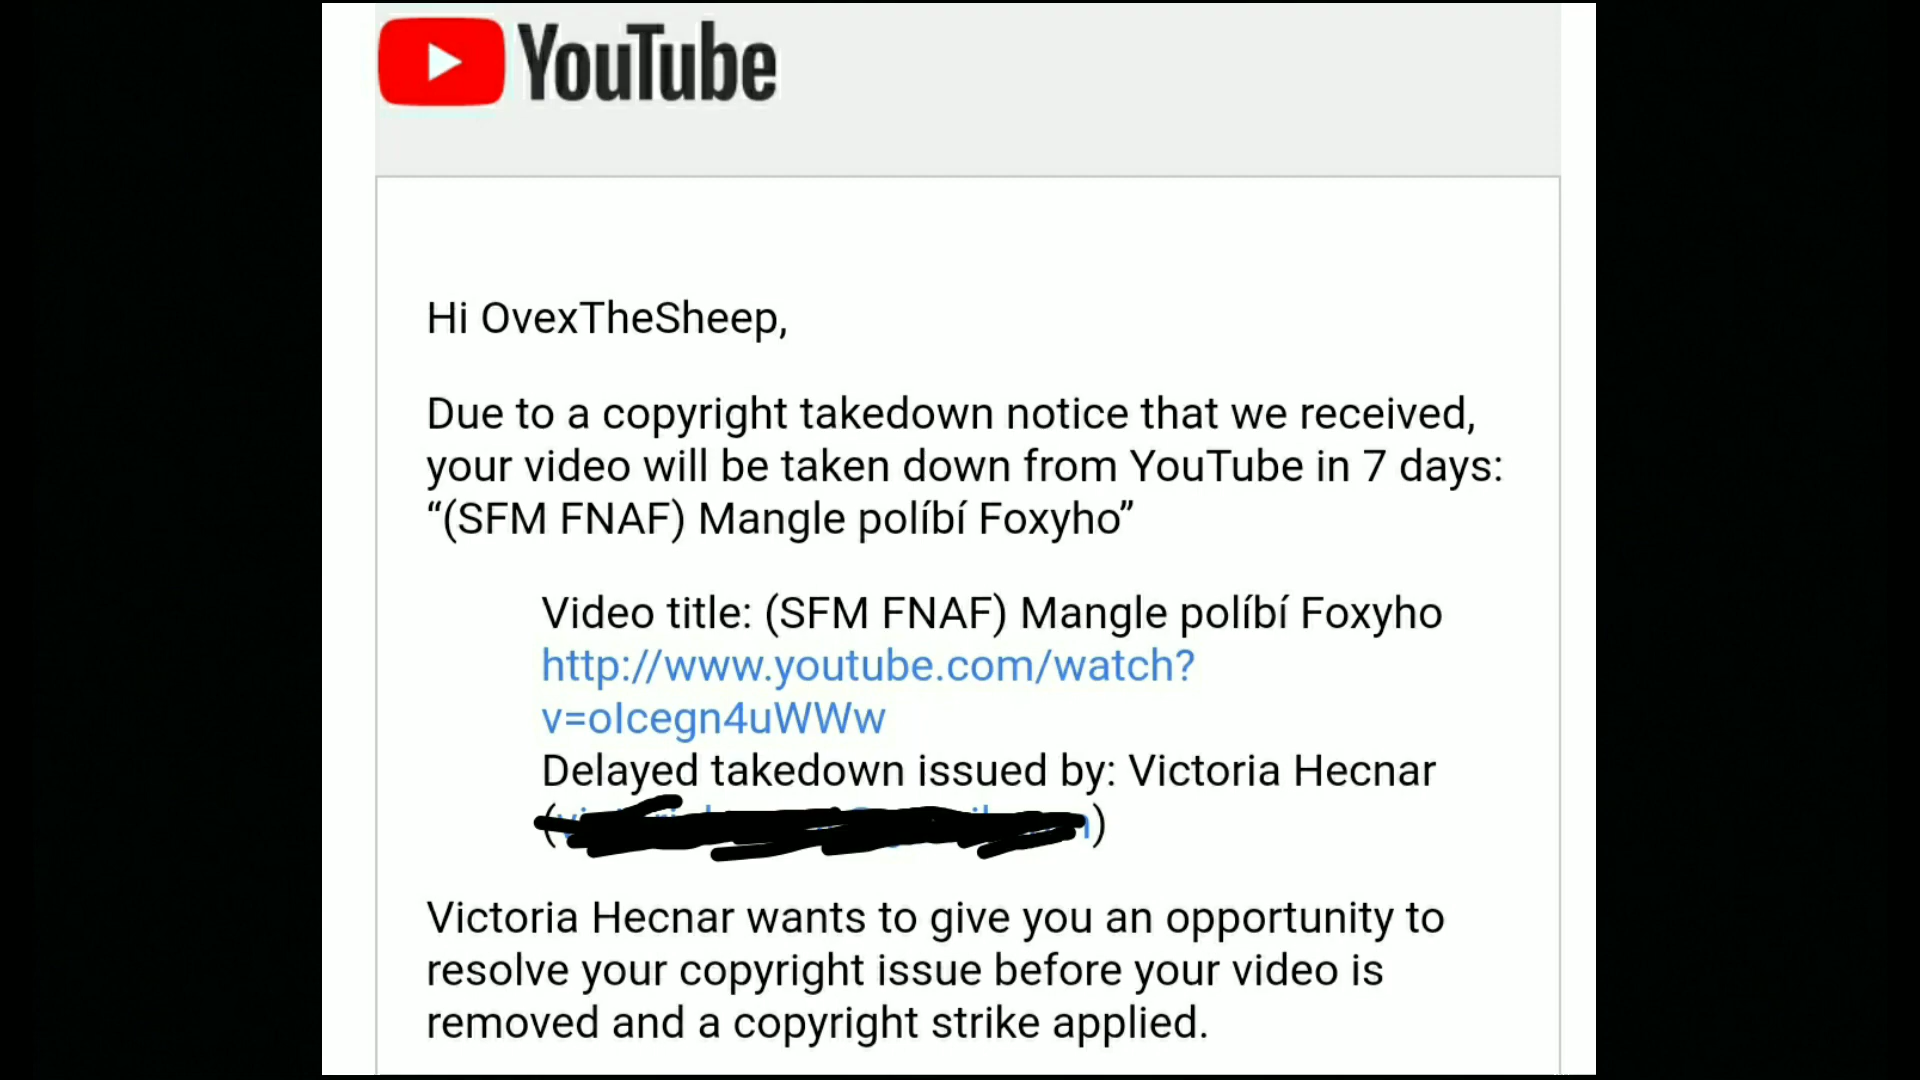 YouTube
Hi OvexTheSheep,
Due to a copyright takedown notice that we received,
your video will be taken down from YouTube in 7 days:
“(SFM FNAF) Mangle políbí Foxyho”
Video title: (SFM FNAF) Mangle políbí Foxyho
http://www.youtube.com/watch?
v=oIcegn4uWWw
Delayed takedown issued by: Victoria Hecnar
Victoria Hecnar wants to give you an opportunity to
resolve your copyright issue before your video is
removed and a copyright strike applied.